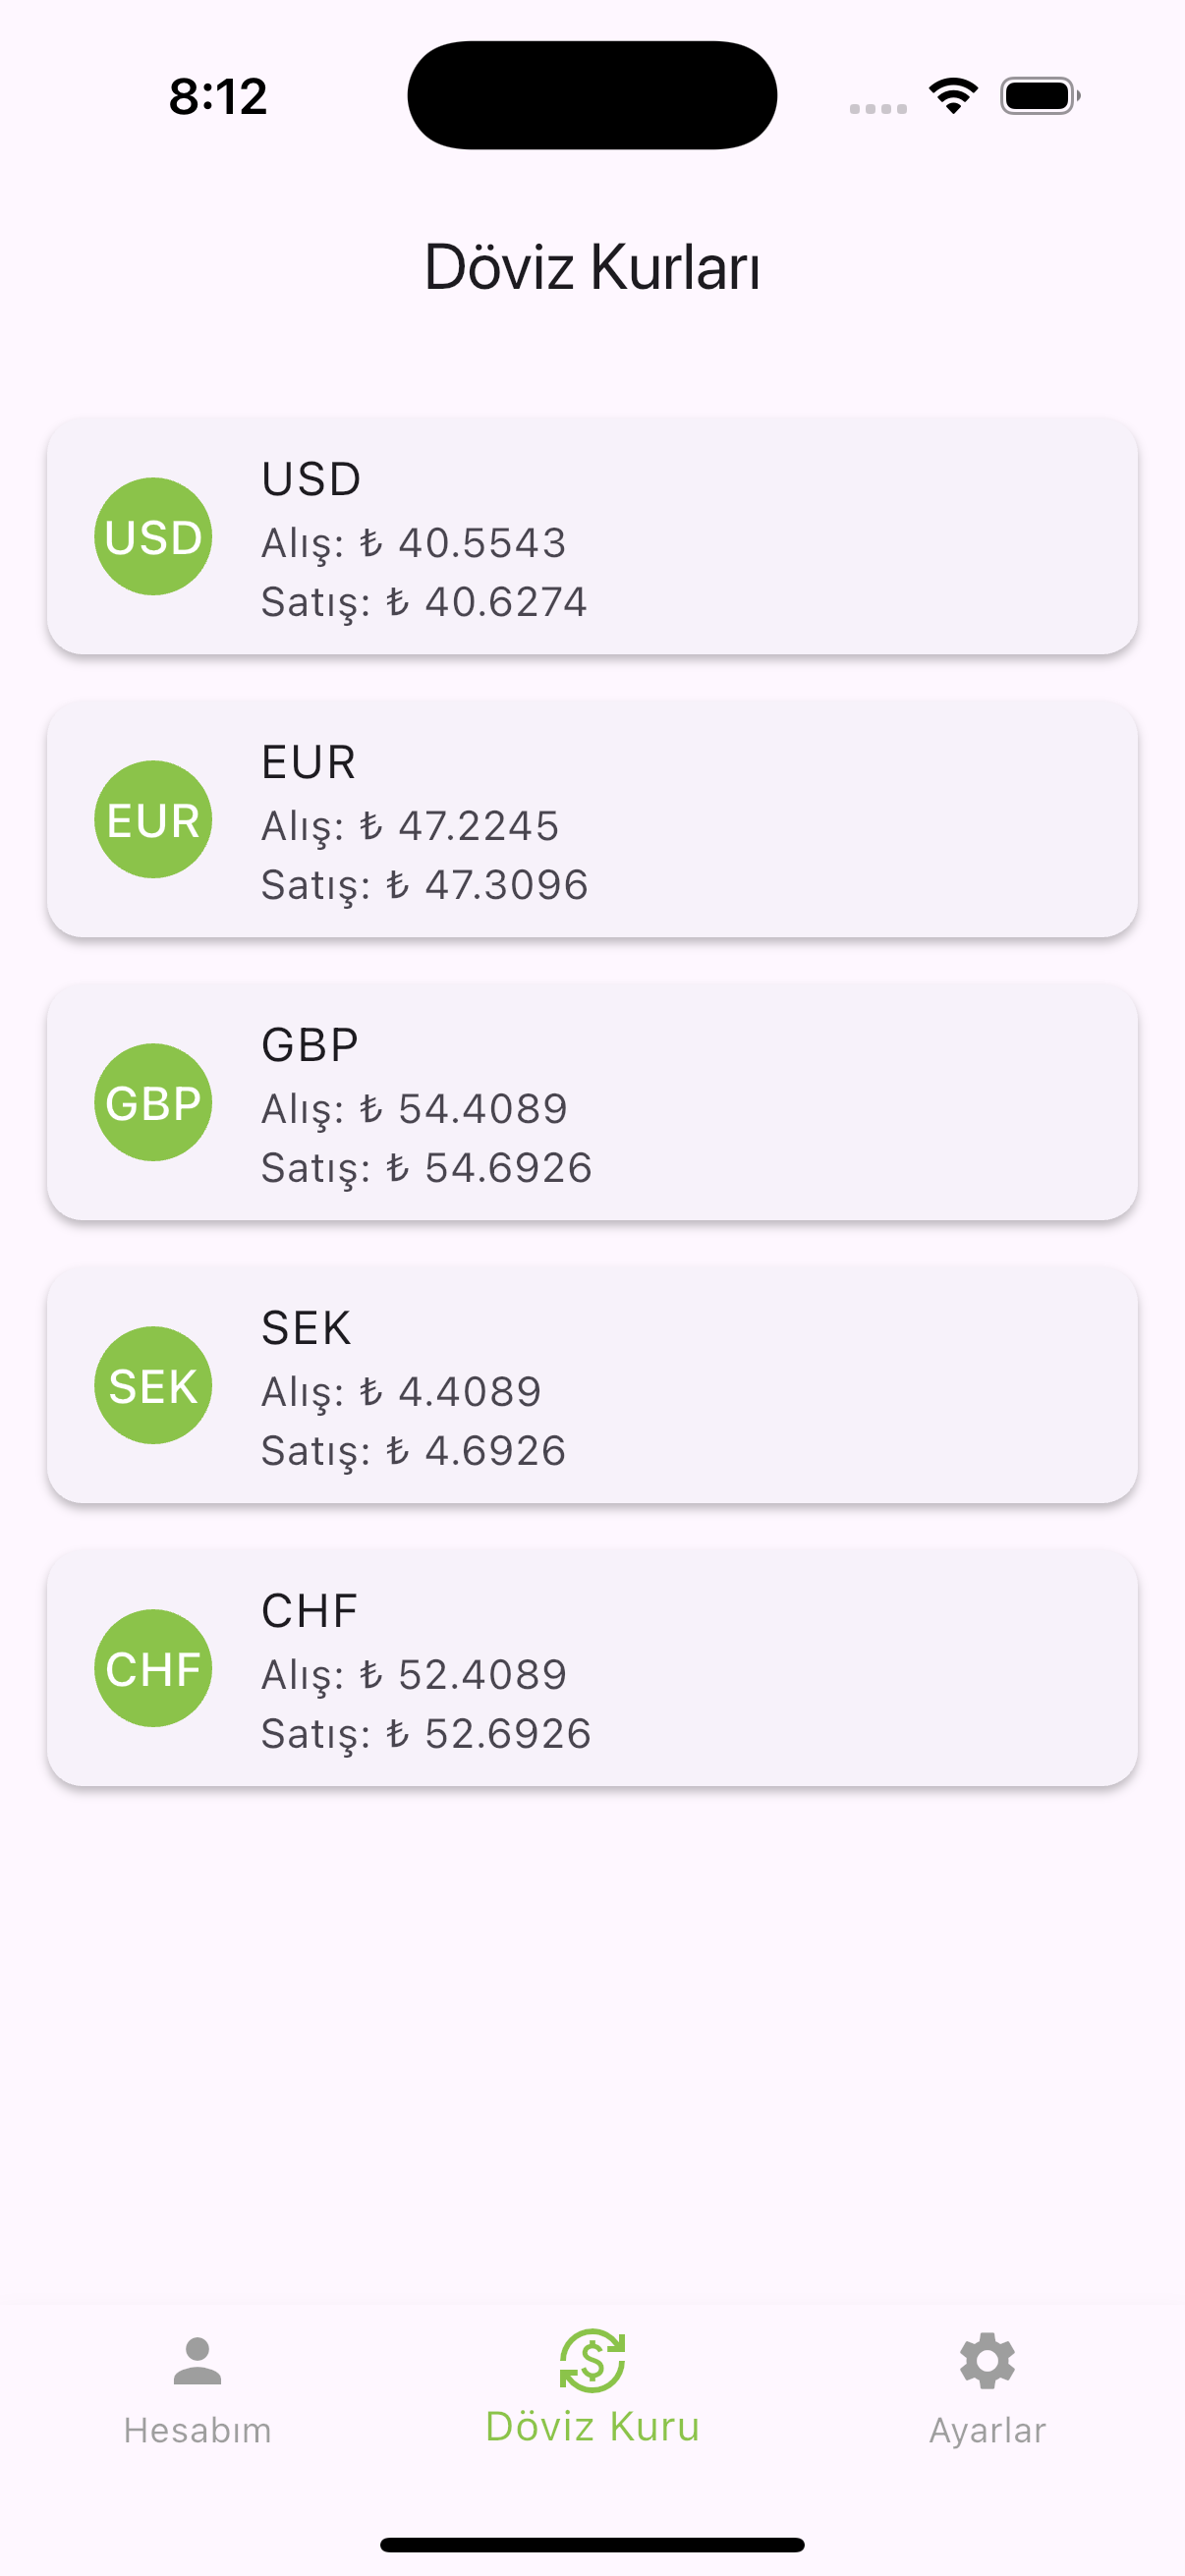 8:12
Döviz Kurları
USD
USD
Alış: ₺ 40.5543
Satış: ₺ 40.6274
EUR
EUR
Alış: ₺ 47.2245
Satış: ₺ 47.3096
GBP
GBP
Alış: ₺ 54.4089
Satış: ₺ 54.6926
SEK
SEK
Alış: ₺ 4.4089
Satış: ₺ 4.6926
CHF
CHF
Alış: ₺ 52.4089
Satış: ₺ 52.6926
Hesabım
Döviz Kuru
Ayarlar